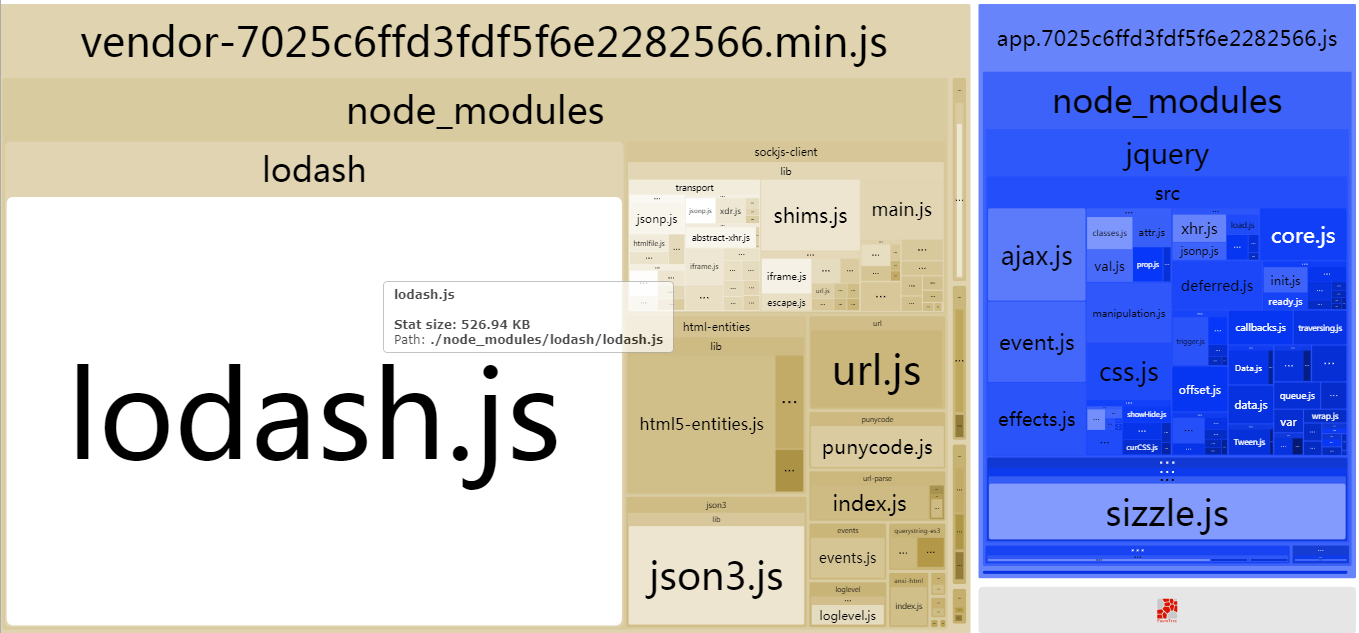 vendor-7025c6ffd3fdf5f6e2282566.min.js
node_modules
lodash
lodash.js
lodash.js
Stat size: 526.94 KB
Path: ./node_modules/lodash/lodash.js
sockjs-client
lib
transport
...
jsonp.js
jsonp.js
xdr.js
htmlfile.js
abstract-xhr.js
iframe.js
shims.js
main.js
iframe.js
url.js
escape.js
html-entities
lib
html5-entities.js
json3
lib
json3.js
url
url.js
punycode
punycode.js
url-parse
index.js
events
events.js
querystring-es3
loglevel
loglevel.js
ansi-html
index.js
app.7025c6ffd3fdf5f6e2282566.js
node_modules
jquery
src
ajax.js
event.js
effects.js
classes.js
attr.js
val.js
prop.js
manipulation.js
css.js
showHide.js
curCSS.js
xhr.js
load.js
jsonp.js
core.js
deferred.js
init.js
ready.js
trigger.js
callbacks.js
traversing.js
offset.js
Data.js
data.js
queue.js
var
wrap.js
Tween.js
sizzle.js